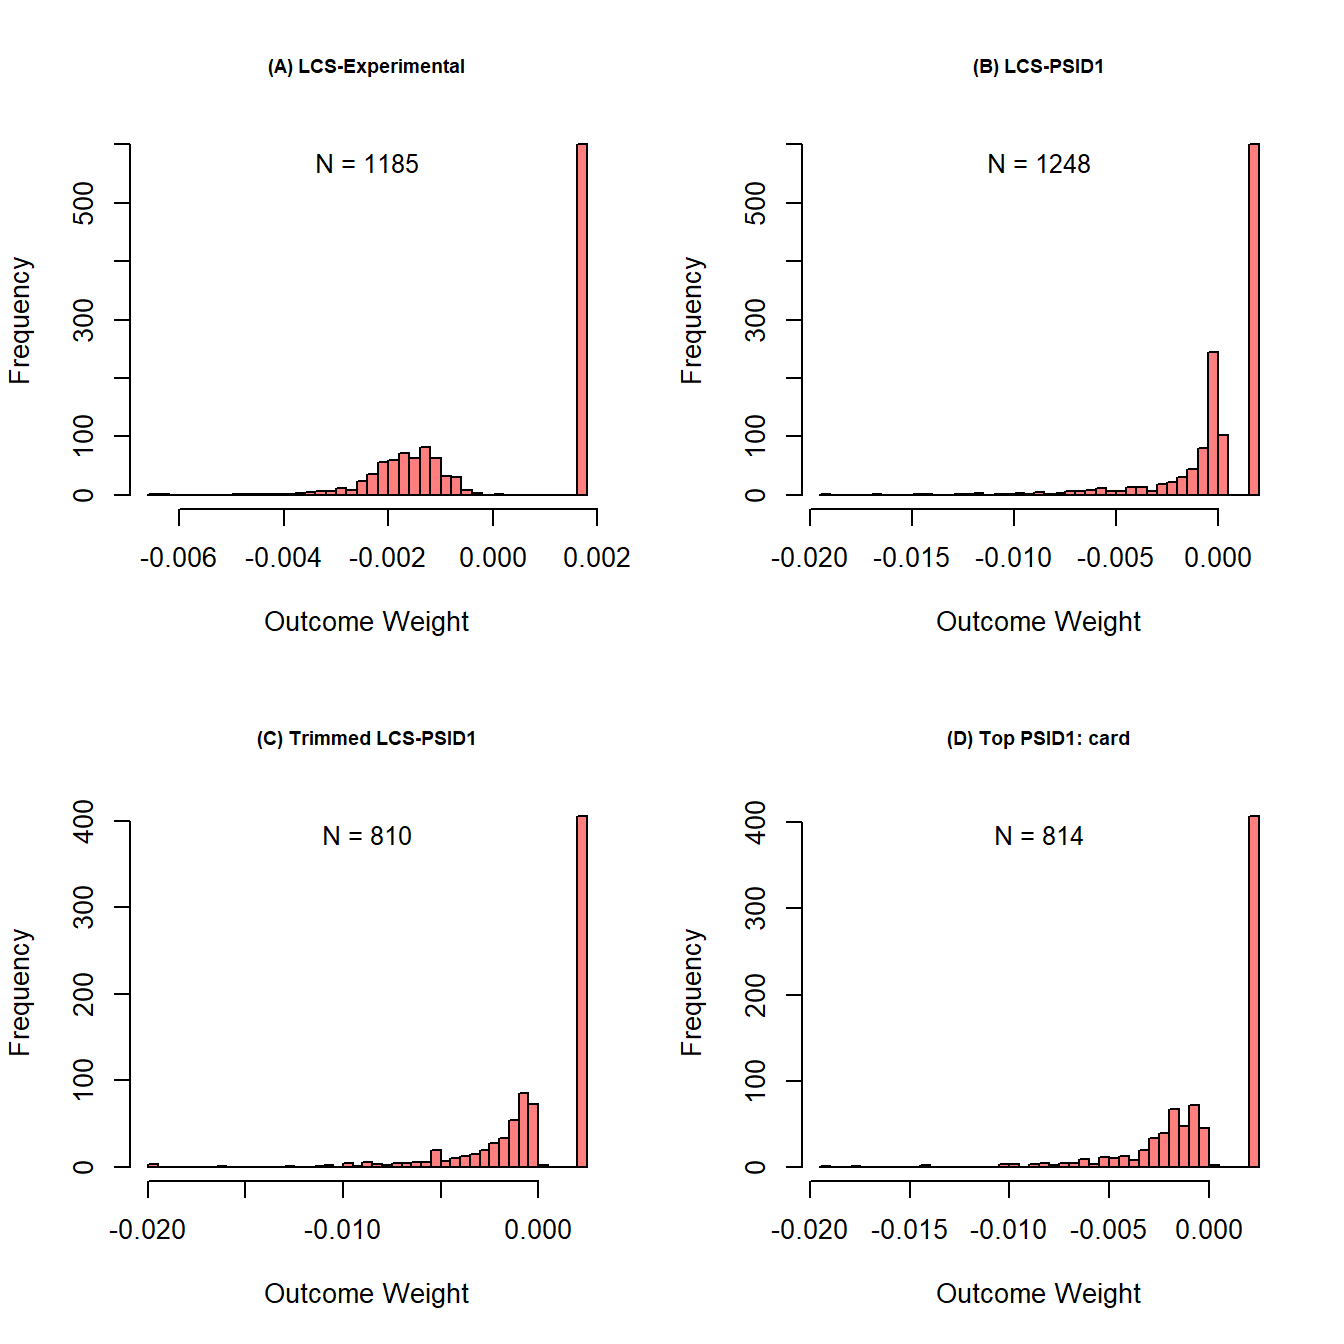 (A) LCS-Experimental
N = 1185
Frequency
0
100
300
500
-0.006 -0.004 -0.002 0.000 0.002
Outcome Weight
(B) LCS-PSID1
N = 1248
Frequency
0
100
300
500
-0.020 -0.015 -0.010 -0.005 0.000
Outcome Weight
(C) Trimmed LCS-PSID1
N = 810
Frequency
0
100
200
300
400
-0.020 -0.010 0.000
Outcome Weight
(D) Top PSID1: card
N = 814
Frequency
0
100
200
300
400
-0.020 -0.015 -0.010 -0.005 0.000
Outcome Weight